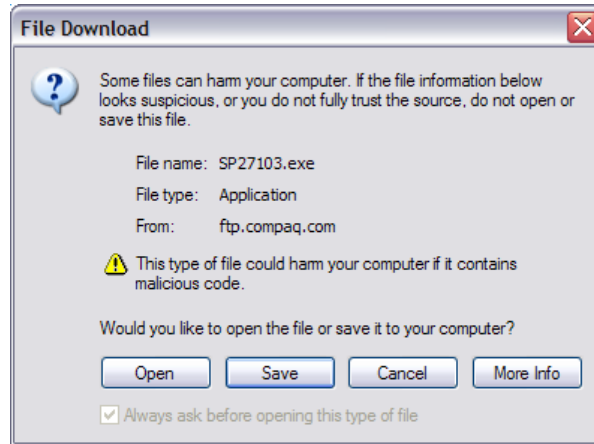 File Download
Some files can harm your computer. If the file information below
looks suspicious, or you do not fully trust the source, do not open or
save this file.
File name: SP27103.exe
File type: Application
From: ftp.compaq.com
This type of file could harm your computer if it contains
malicious code.
Would you like to open the file or save it to your computer?
Open Save Cancel More Info
Always ask before opening this type of file